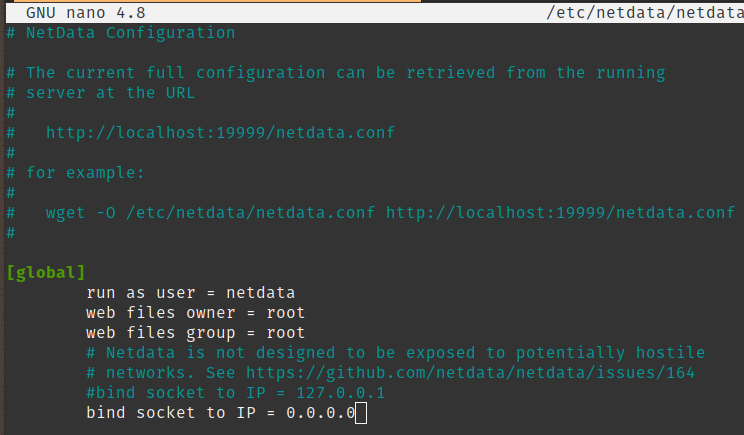 GNU nano 4.8 /etc/netdata/netdata
# NetData Configuration
# The current full configuration can be retrieved from the running
# server at the URL
#
#   http://localhost:19999/netdata.conf
#
# for example:
#
#   wget -O /etc/netdata/netdata.conf http://localhost:19999/netdata.conf
#
[global]
        run as user = netdata
        web files owner = root
        web files group = root
        # Netdata is not designed to be exposed to potentially hostile
        # networks. See https://github.com/netdata/netdata/issues/164
        #bind socket to IP = 127.0.0.1
        bind socket to IP = 0.0.0.0